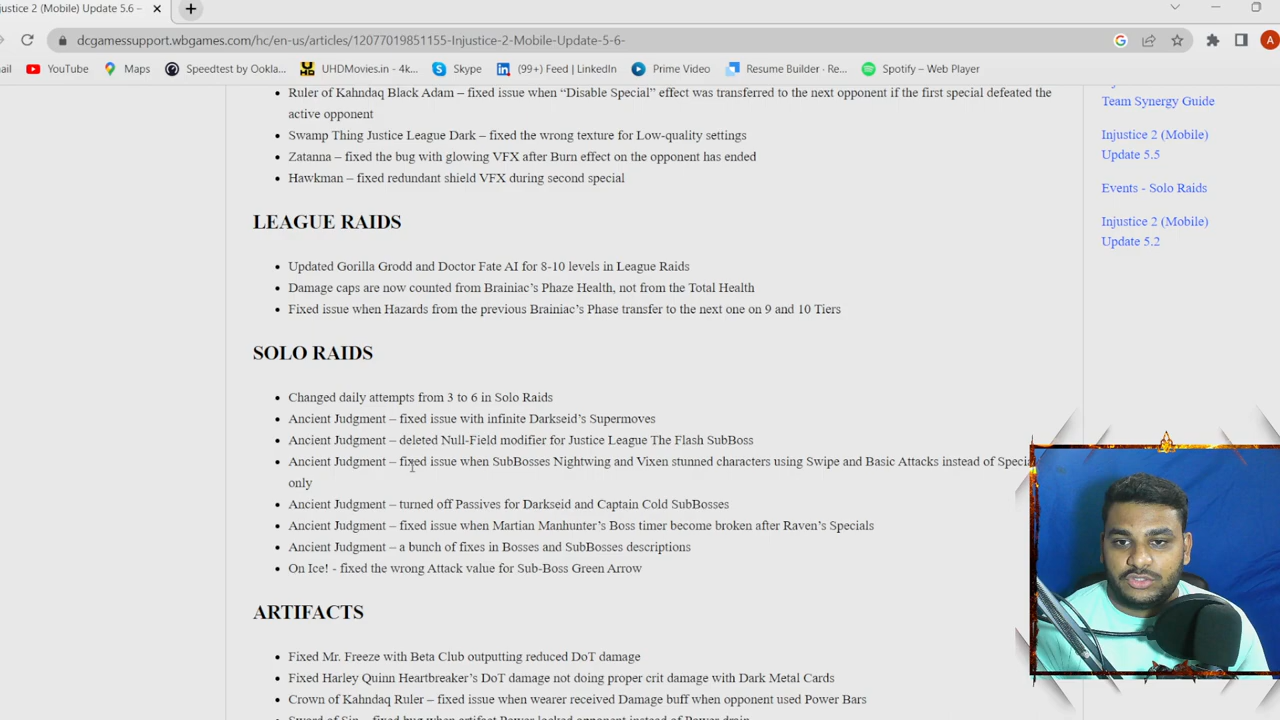 justice 2 (Mobile) Update 5.6 –
dcgamessupport.wbgames.com/hc/en-us/articles/12077019851155-Injustice-2-Mobile-Update-5-6-
A
ail YouTube Maps Speedtest by Ookla... UHDMovies.in - 4k... Skype (99+) Feed | LinkedIn Prime Video Resume Builder · Re... Spotify – Web Player
• Ruler of Kahndaq Black Adam – fixed issue when “Disable Special” effect was transferred to the next opponent if the first special defeated the
active opponent
• Swamp Thing Justice League Dark – fixed the wrong texture for Low-quality settings
• Zatanna – fixed the bug with glowing VFX after Burn effect on the opponent has ended
• Hawkman – fixed redundant shield VFX during second special
LEAGUE RAIDS
• Updated Gorilla Grodd and Doctor Fate AI for 8-10 levels in League Raids
• Damage caps are now counted from Brainiac’s Phaze Health, not from the Total Health
• Fixed issue when Hazards from the previous Brainiac’s Phase transfer to the next one on 9 and 10 Tiers
SOLO RAIDS
• Changed daily attempts from 3 to 6 in Solo Raids
• Ancient Judgment – fixed issue with infinite Darkseid’s Supermoves
• Ancient Judgment – deleted Null-Field modifier for Justice League The Flash SubBoss
• Ancient Judgment – fixed issue when SubBosses Nightwing and Vixen stunned characters using Swipe and Basic Attacks instead of Specia
only
• Ancient Judgment – turned off Passives for Darkseid and Captain Cold SubBosses
• Ancient Judgment – fixed issue when Martian Manhunter’s Boss timer become broken after Raven’s Specials
• Ancient Judgment – a bunch of fixes in Bosses and SubBosses descriptions
• On Ice! - fixed the wrong Attack value for Sub-Boss Green Arrow
ARTIFACTS
• Fixed Mr. Freeze with Beta Club outputting reduced DoT damage
• Fixed Harley Quinn Heartbreaker’s DoT damage not doing proper crit damage with Dark Metal Cards
• Crown of Kahndaq Ruler – fixed issue when wearer received Damage buff when opponent used Power Bars
Sword of Sin – fixed bug when artifact Power locked opponent instead of Power drain
Team Synergy Guide
Injustice 2 (Mobile)
Update 5.5
Events - Solo Raids
Injustice 2 (Mobile)
Update 5.2